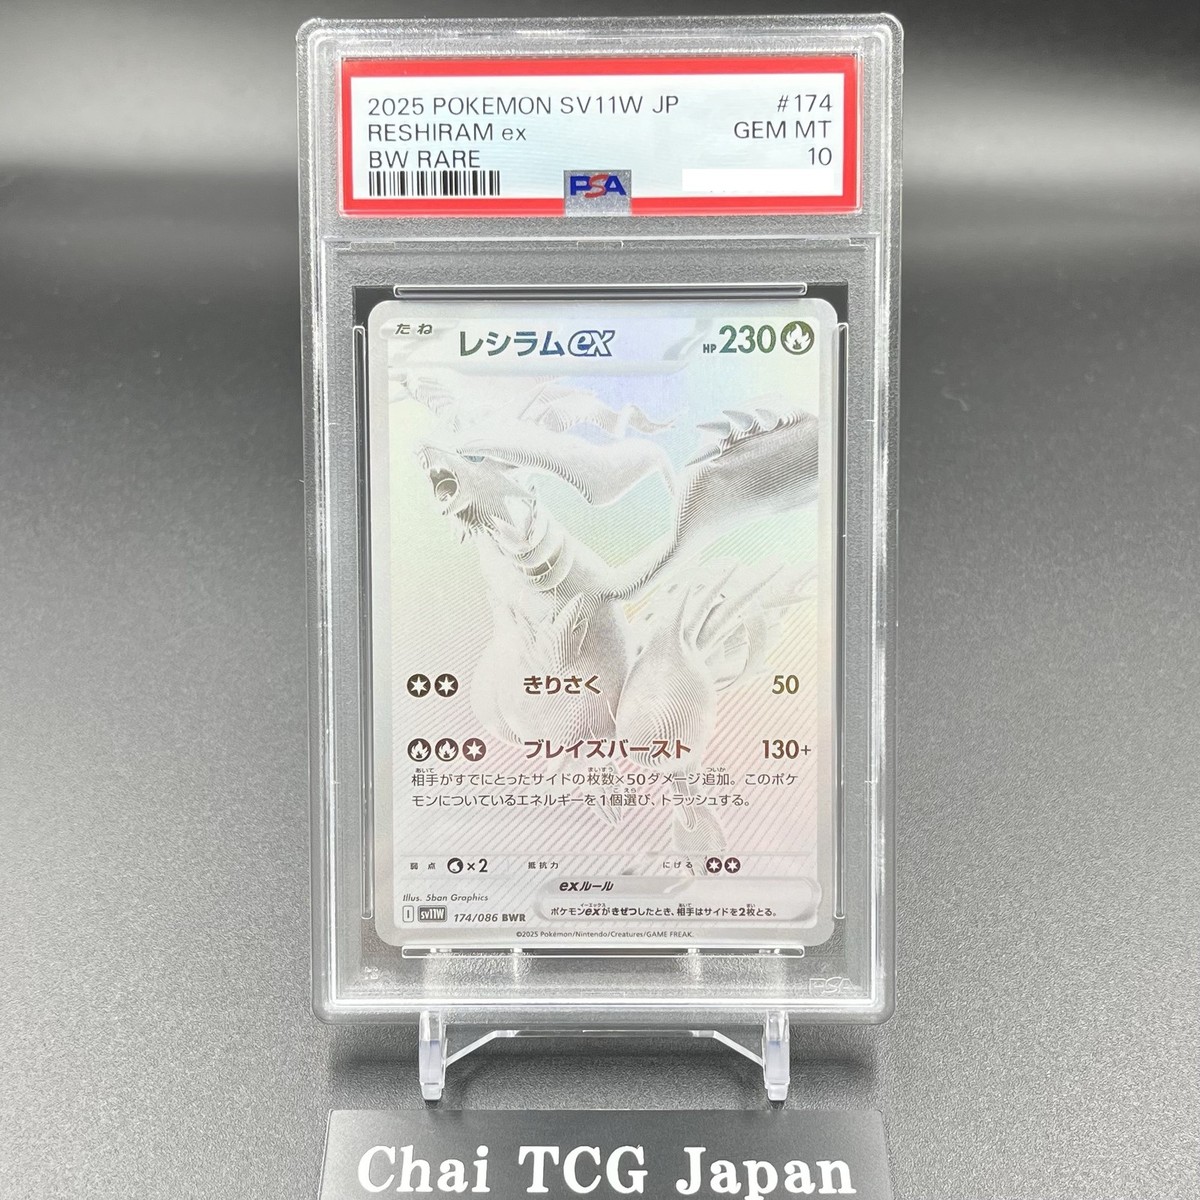 2025 POKEMON SV11W JP #174
RESHIRAM ex GEM MT
BW RARE 10
PSA
たね レシラムex HP 230
きりさく 50
ブレイズバースト 130+
相手がすでにとったサイドの枚数×50ダメージ追加。このポケ
モンについているエネルギーを1個選び、トラッシュする。
弱点 ×2 抵抗力 にげる
exルール
ポケモンexがきぜつしたとき、相手はサイドを2枚とる。
Illus. 5ban Graphics
I sv11W 174/086 BWR
©2025 Pokémon/Nintendo/Creatures/GAME FREAK.
PSA
Chai TCG Japan